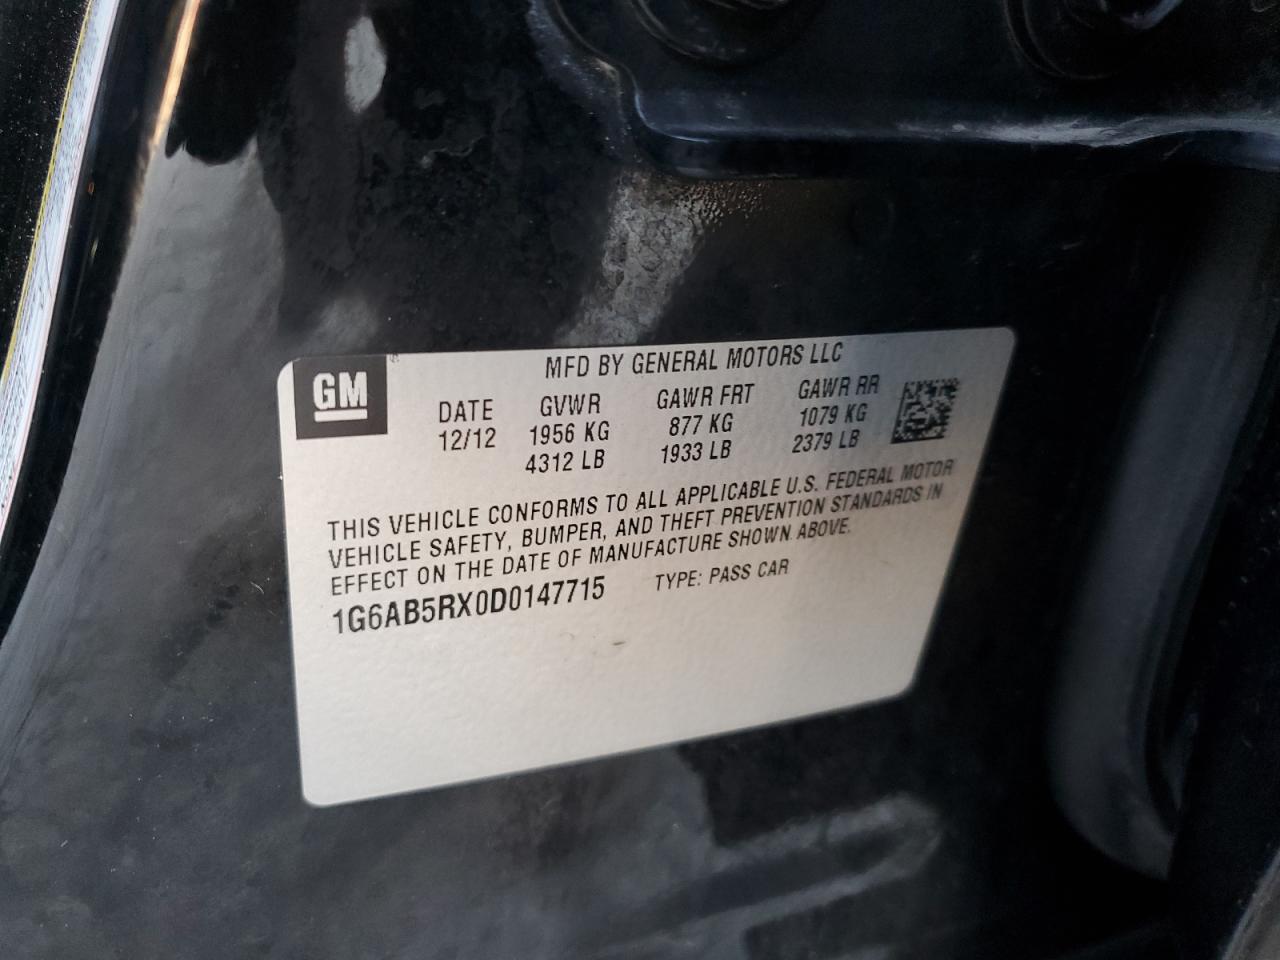 GM
MFD BY GENERAL MOTORS LLC
DATE GVWR GAWR FRT GAWR RR
12/12 1956 KG 877 KG 1079 KG
4312 LB 1933 LB 2379 LB
THIS VEHICLE CONFORMS TO ALL APPLICABLE U.S. FEDERAL MOTOR
VEHICLE SAFETY, BUMPER, AND THEFT PREVENTION STANDARDS IN
EFFECT ON THE DATE OF MANUFACTURE SHOWN ABOVE.
1G6AB5RX0D0147715 TYPE: PASS CAR